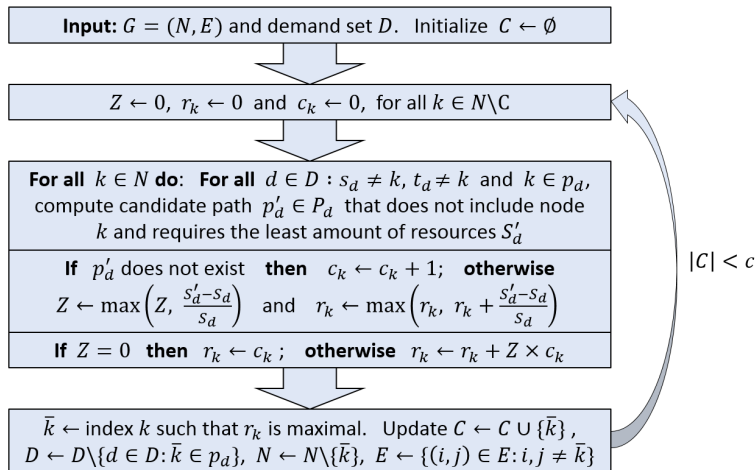 Input: G = (N, E) and demand set D. Initialize C ← ∅
Z ← 0, r_k ← 0 and c_k ← 0, for all k ∈ N\C
For all k ∈ N do: For all d ∈ D : s_d ≠ k, t_d ≠ k and k ∈ p_d,
compute candidate path p'_d ∈ P_d that does not include node
k and requires the least amount of resources S'_d
If p'_d does not exist then c_k ← c_k + 1; otherwise
Z ← max(Z, (S'_d − S_d)/S_d) and r_k ← max(r_k, r_k + (S'_d − S_d)/S_d)
If Z = 0 then r_k ← c_k ; otherwise r_k ← r_k + Z × c_k
k̄ ← index k such that r_k is maximal. Update C ← C ∪ {k̄} ,
D ← D\{d ∈ D: k̄ ∈ p_d}, N ← N\{k̄}, E ← {(i, j) ∈ E: i, j ≠ k̄}
|C| < c